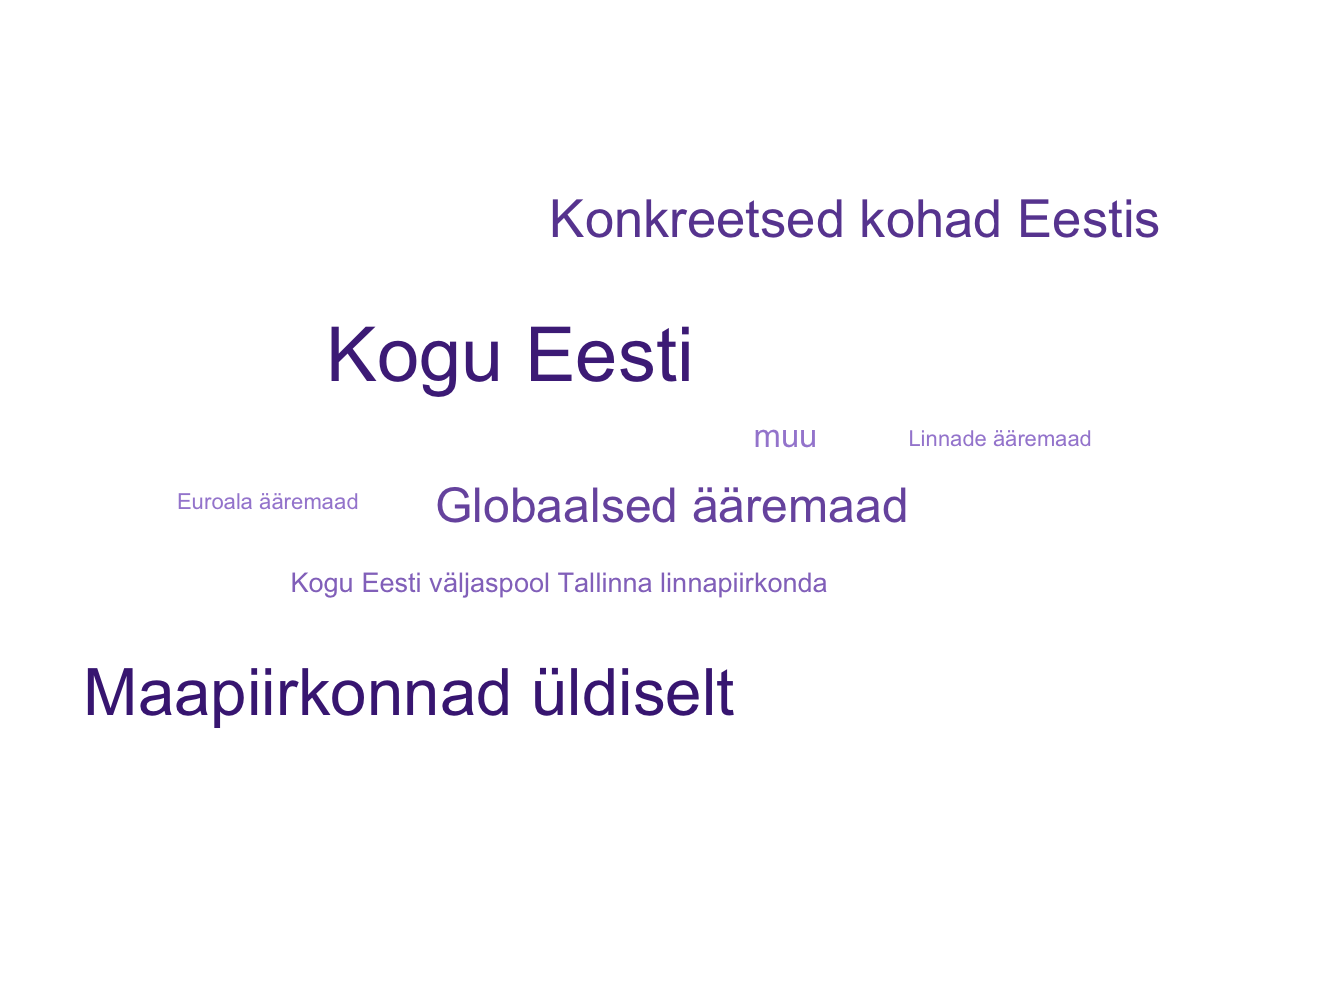 Konkreetsed kohad Eestis
Kogu Eesti
muu
Linnade ääremaad
Euroala ääremaad
Globaalsed ääremaad
Kogu Eesti väljaspool Tallinna linnapiirkonda
Maapiirkonnad üldiselt